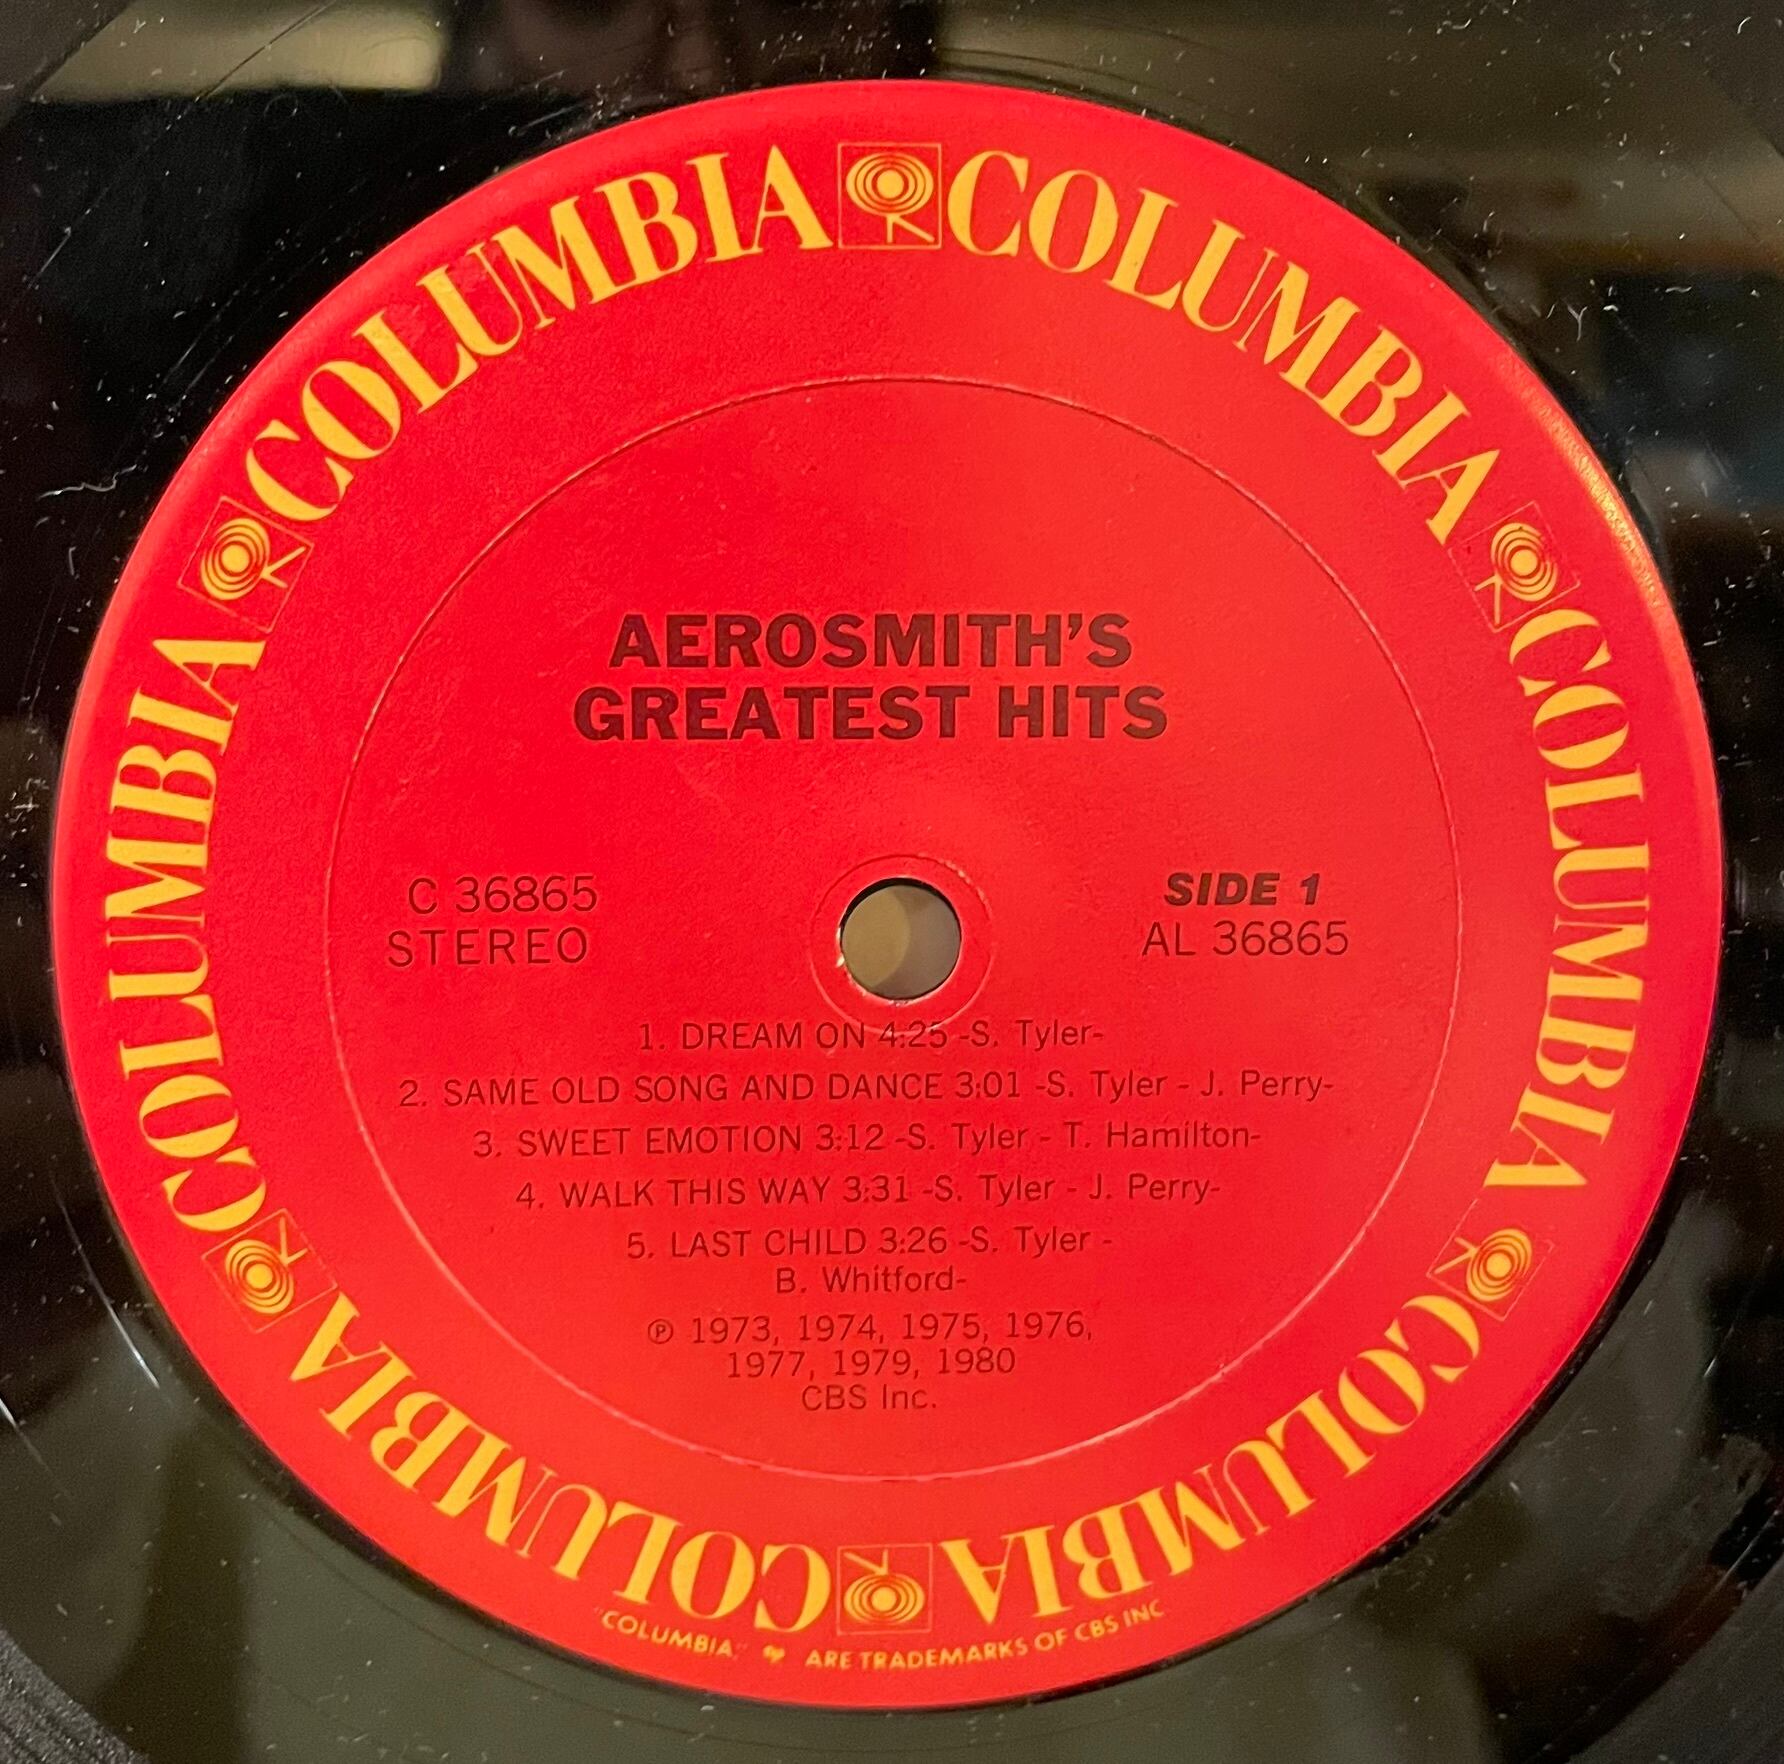 COLUMBIA COLUMBIA COLUMBIA COLUMBIA COLUMBIA COLUMBIA
AEROSMITH'S
GREATEST HITS
C 36865
STEREO
SIDE 1
AL 36865
1. DREAM ON 4:25 -S. Tyler-
2. SAME OLD SONG AND DANCE 3:01 -S. Tyler - J. Perry-
3. SWEET EMOTION 3:12 -S. Tyler - T. Hamilton-
4. WALK THIS WAY 3:31 -S. Tyler - J. Perry-
5. LAST CHILD 3:26 -S. Tyler -
B. Whitford-
℗ 1973, 1974, 1975, 1976,
1977, 1979, 1980
CBS Inc.
"COLUMBIA," ARE TRADEMARKS OF CBS INC